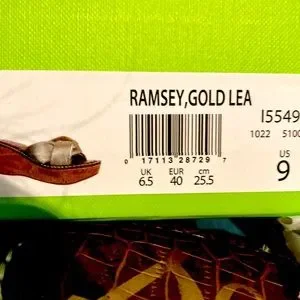 RAMSEY,GOLD LEA
I5549
1022 5100
0 17113 28729 7
US
9
UK EUR cm
6.5 40 25.5